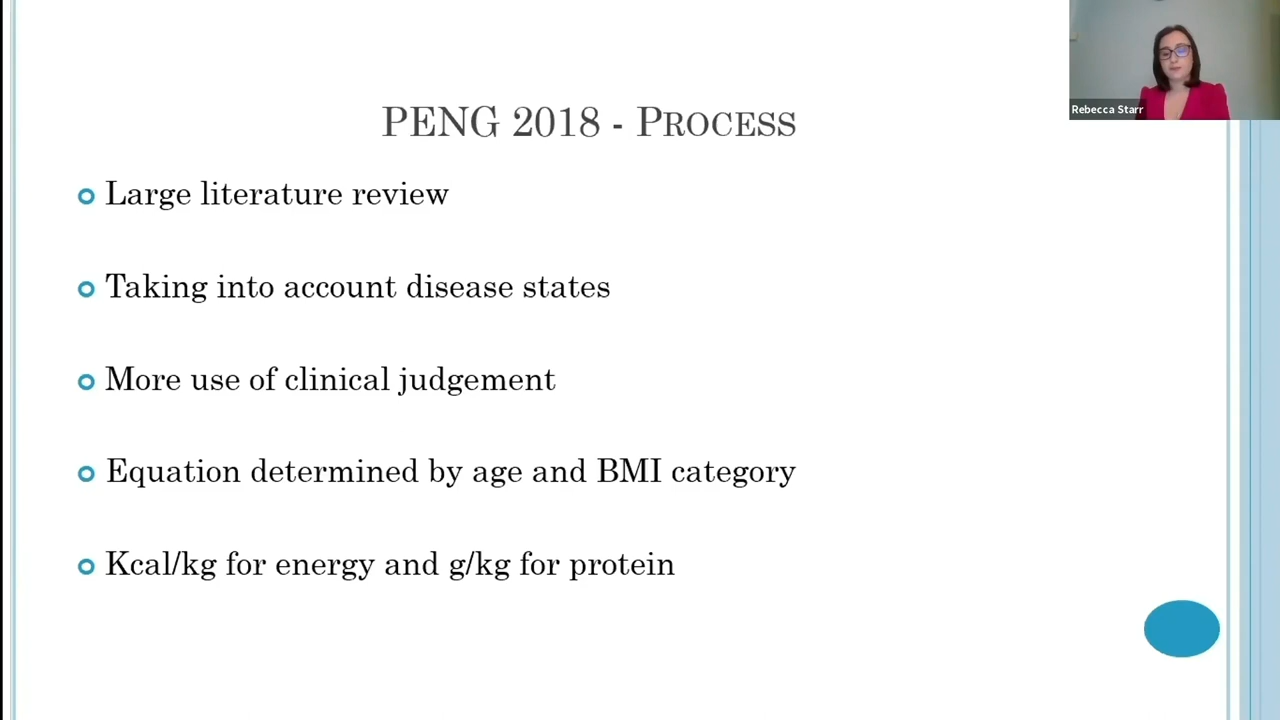 Rebecca Starr
PENG 2018 - Process
Large literature review
Taking into account disease states
More use of clinical judgement
Equation determined by age and BMI category
Kcal/kg for energy and g/kg for protein